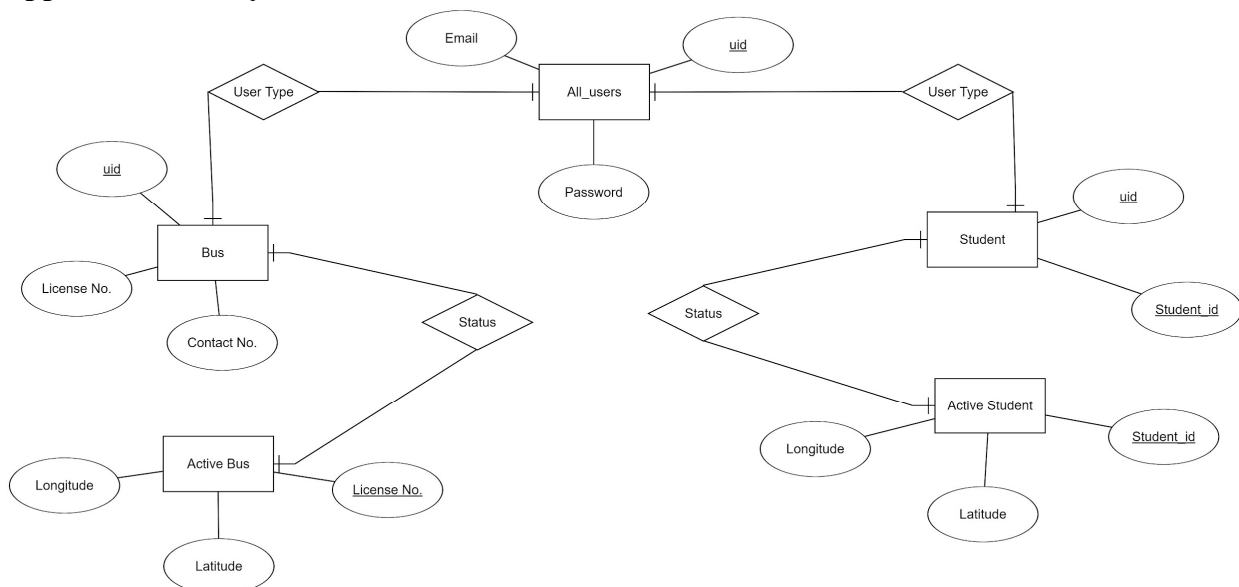 Email
uid
User Type
All_users
User Type
uid
Password
uid
Bus
Student
License No.
Student_id
Status
Status
Contact No.
Active Student
Student_id
Longitude
Active Bus
Longitude
License No.
Latitude
Latitude